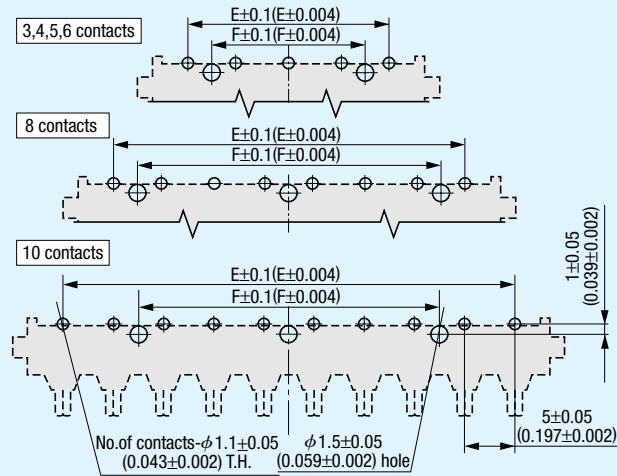 3,4,5,6 contacts
E±0.1(E±0.004)
F±0.1(F±0.004)
8 contacts
E±0.1(E±0.004)
F±0.1(F±0.004)
10 contacts
E±0.1(E±0.004)
F±0.1(F±0.004)
1±0.05
(0.039±0.002)
No.of contacts-ϕ1.1±0.05
(0.043±0.002) T.H.
ϕ1.5±0.05
(0.059±0.002) hole
5±0.05
(0.197±0.002)